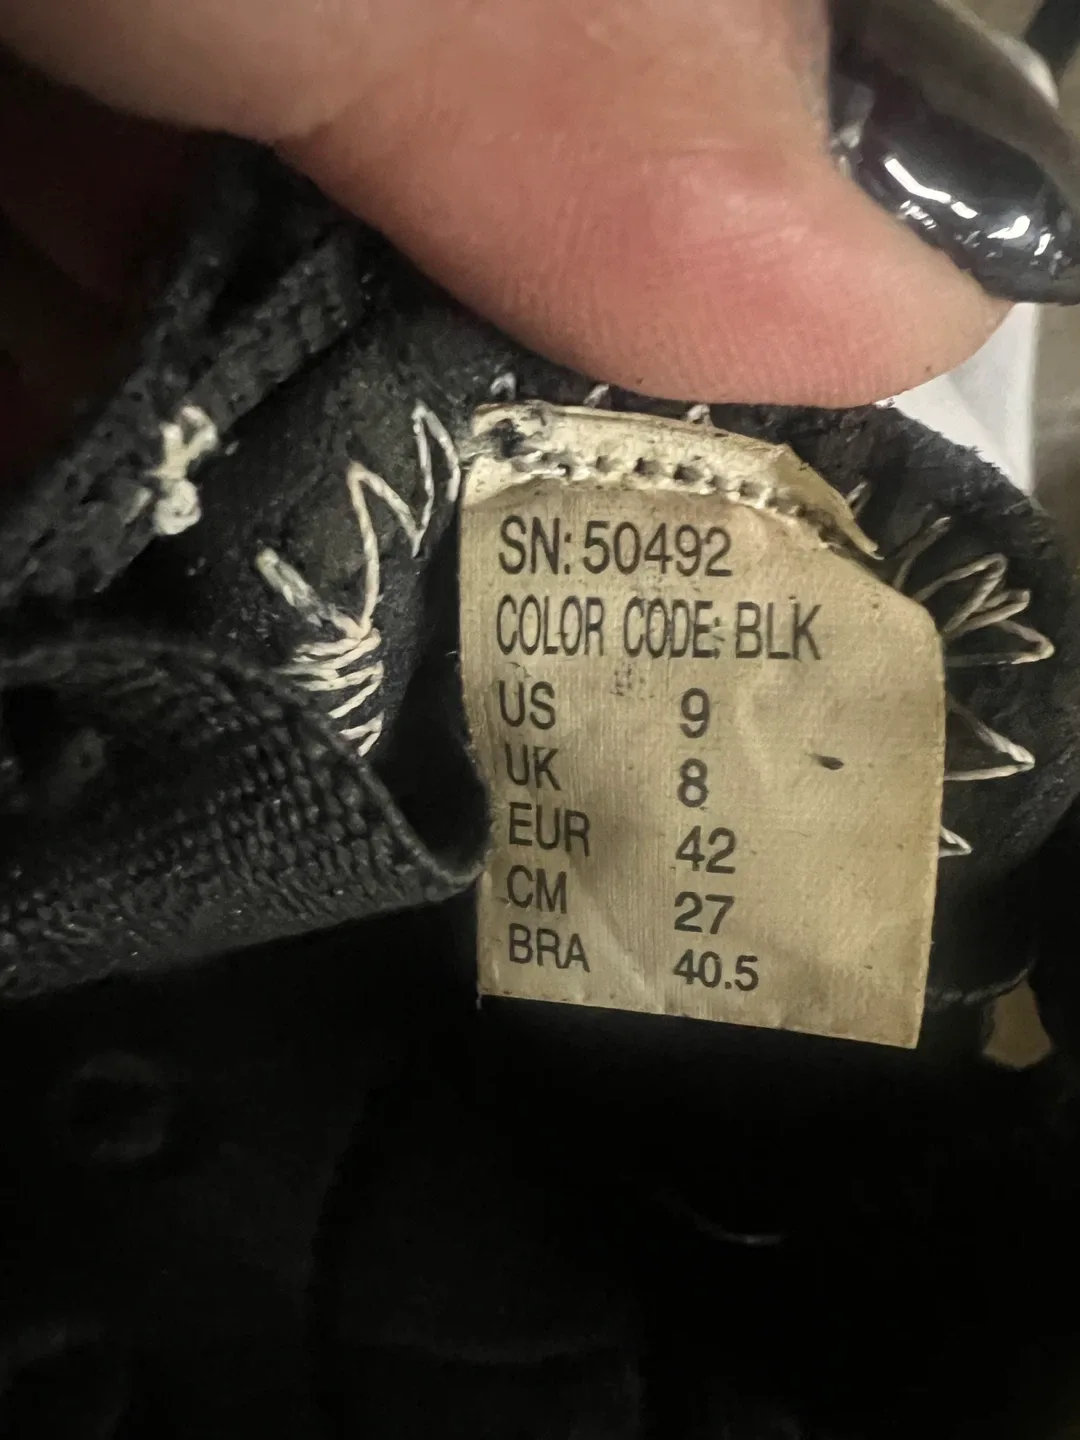 SN: 50492
COLOR CODE: BLK
US 9
UK 8
EUR 42
CM 27
BRA 40.5